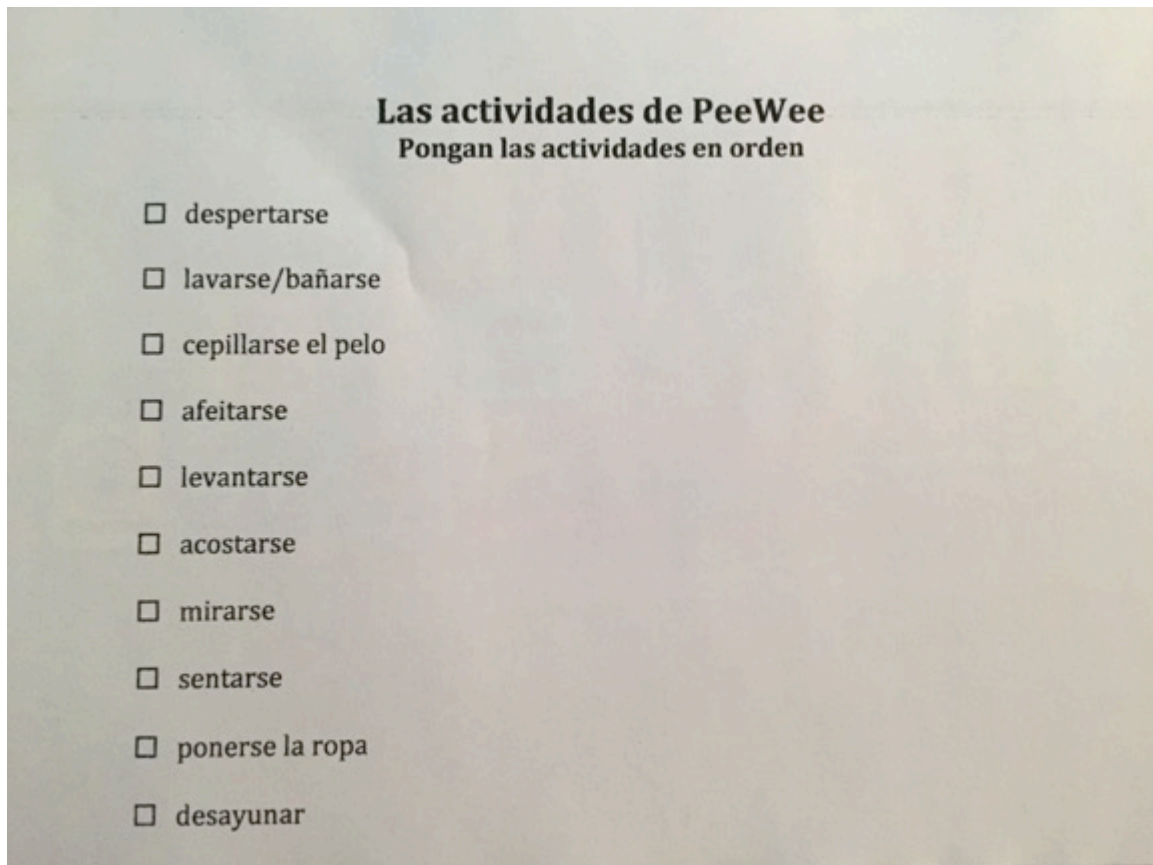 Las actividades de PeeWee
Pongan las actividades en orden
☐ despertarse
☐ lavarse/bañarse
☐ cepillarse el pelo
☐ afeitarse
☐ levantarse
☐ acostarse
☐ mirarse
☐ sentarse
☐ ponerse la ropa
☐ desayunar